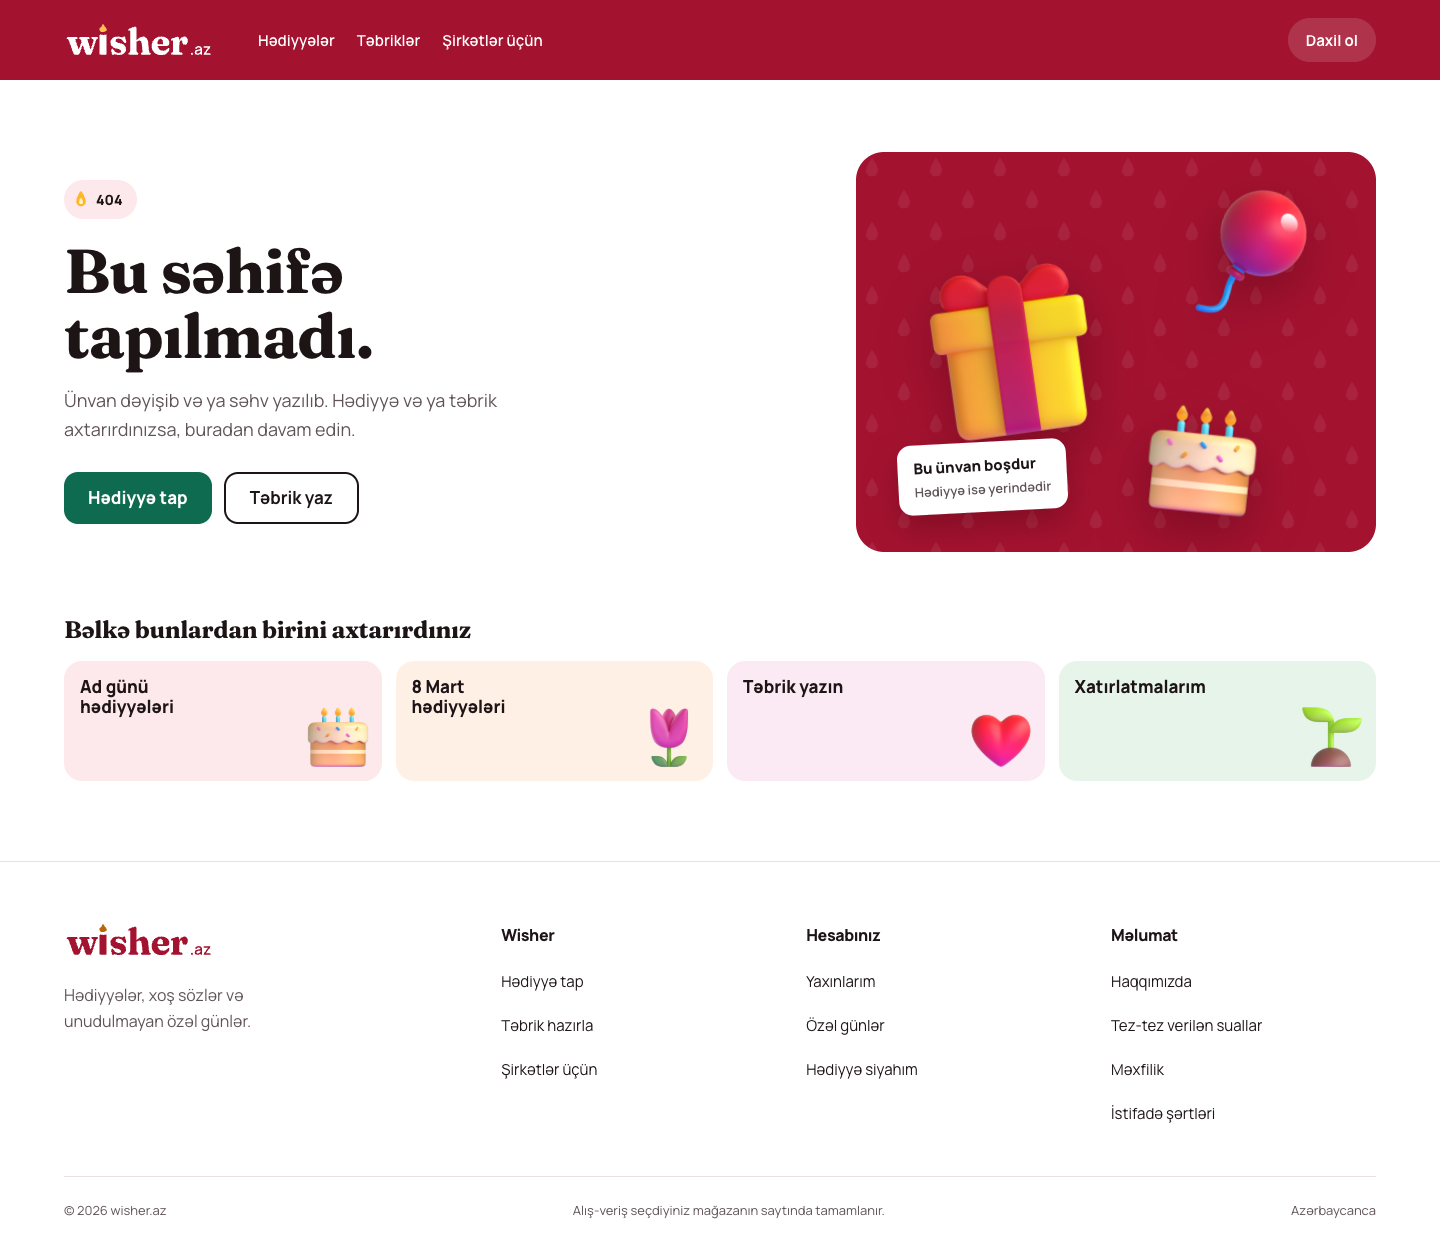 wisher.az
Hədiyyələr
Təbriklər
Şirkətlər üçün
Daxil ol
404
Bu səhifə
tapılmadı.
Ünvan dəyişib və ya səhv yazılıb. Hədiyyə və ya təbrik
axtarırdınızsa, buradan davam edin.
Hədiyyə tap
Təbrik yaz
Bu ünvan boşdur
Hədiyyə isə yerindədir
Bəlkə bunlardan birini axtarırdınız
Ad günü
hədiyyələri
8 Mart
hədiyyələri
Təbrik yazın
Xatırlatmalarım
wisher.az
Hədiyyələr, xoş sözlər və
unudulmayan özəl günlər.
Wisher
Hədiyyə tap
Təbrik hazırla
Şirkətlər üçün
Hesabınız
Yaxınlarım
Özəl günlər
Hədiyyə siyahım
Məlumat
Haqqımızda
Tez-tez verilən suallar
Məxfilik
İstifadə şərtləri
© 2026 wisher.az
Alış-veriş seçdiyiniz mağazanın saytında tamamlanır.
Azərbaycanca